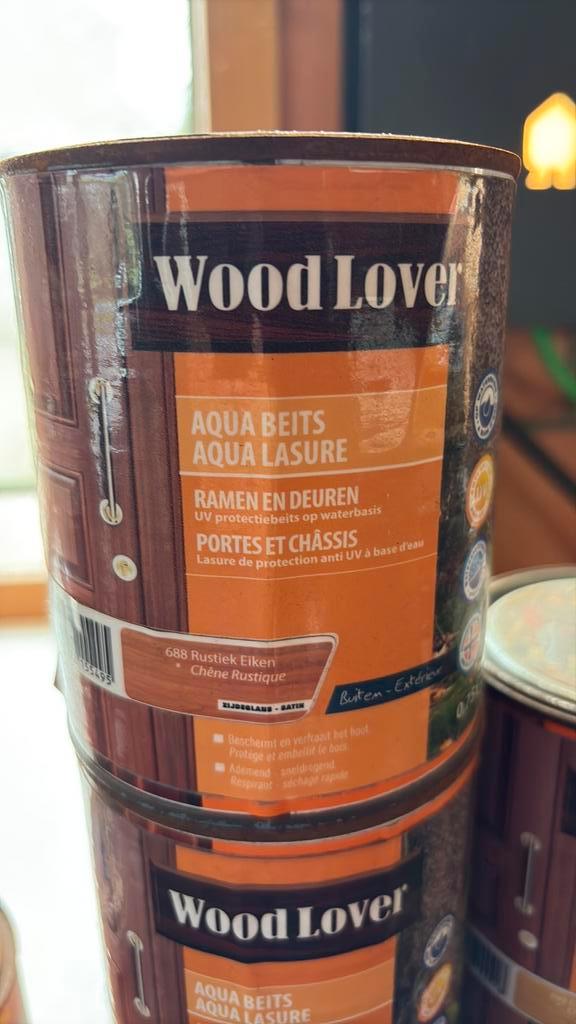 Wood Lover
AQUA BEITS
AQUA LASURE
RAMEN EN DEUREN
UV protectiebeits op waterbasis
PORTES ET CHÂSSIS
Lasure de protection anti UV à base d'eau
688 Rustiek Eiken
Chêne Rustique
ZIJDEGLANS - SATIN
Buiten - Extérieur
Beschermt en verfraait het hout.
Protège et embellit le bois.
Ademend - sneldrogend.
Respirant - séchage rapide
Wood Lover
AQUA BEITS
AQUA LASURE